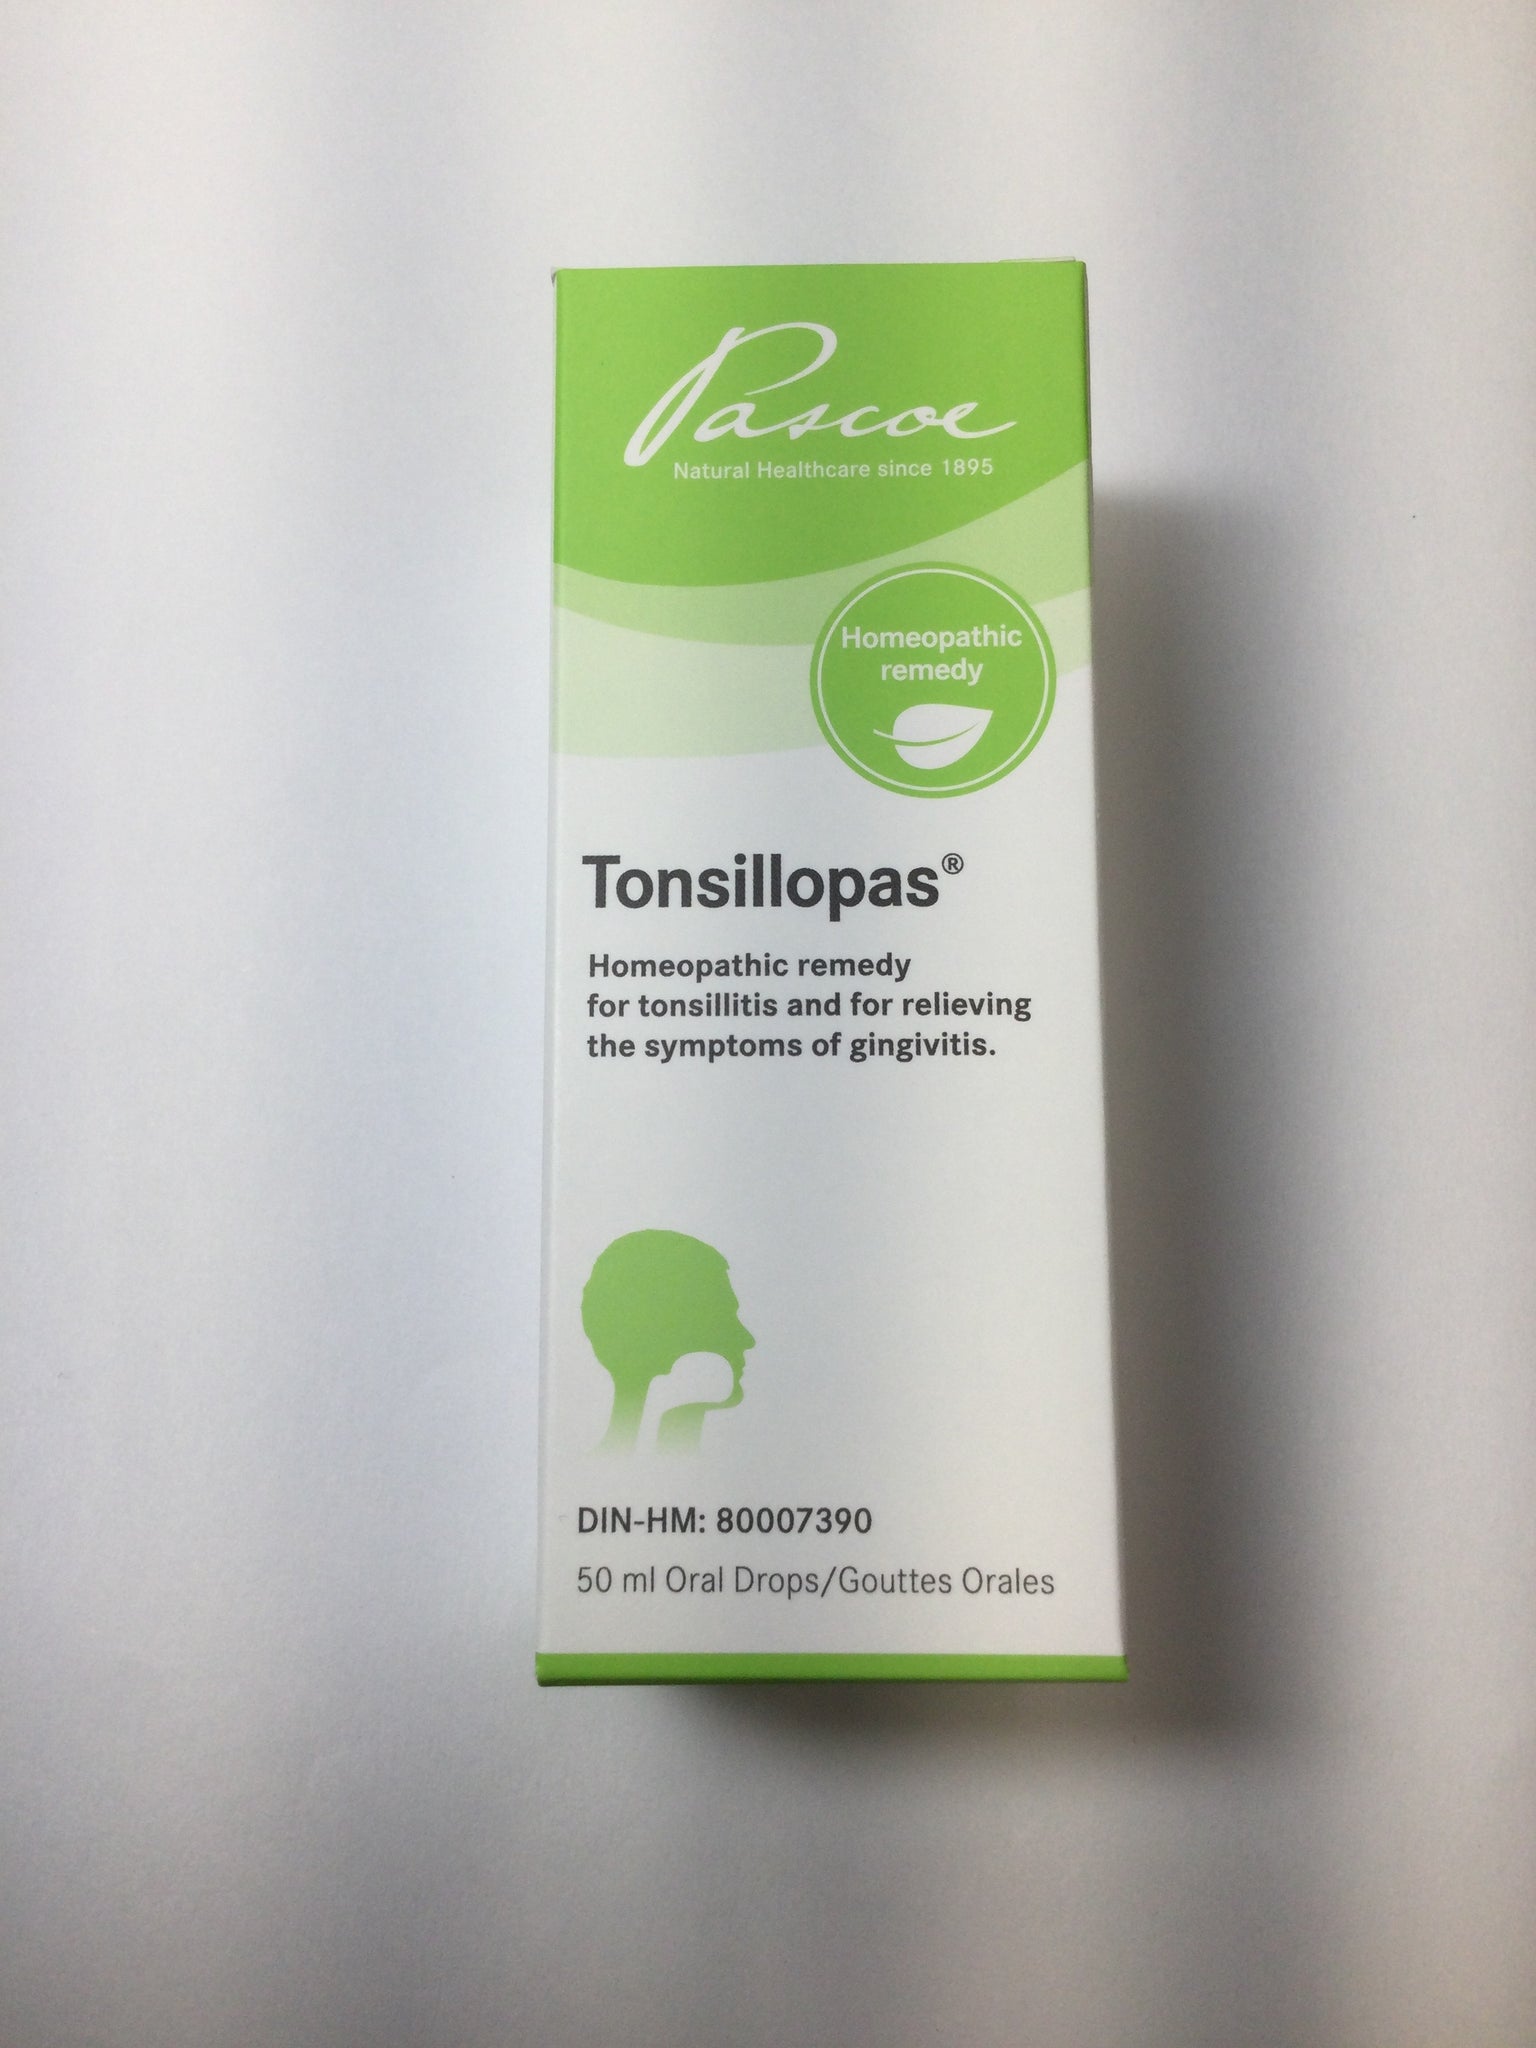 Pascoe
Natural Healthcare since 1895
Homeopathic
remedy
Tonsillopas®
Homeopathic remedy
for tonsillitis and for relieving
the symptoms of gingivitis.
DIN-HM: 80007390
50 ml Oral Drops/Gouttes Orales